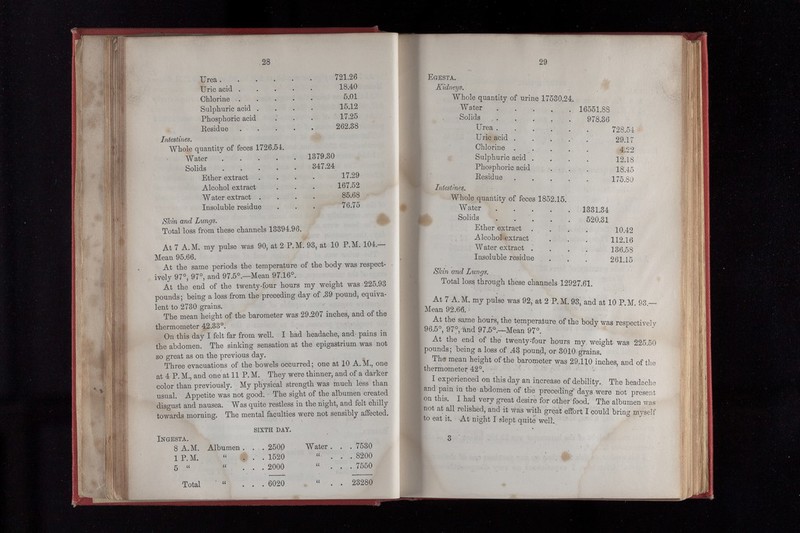 28
Urea . . . . . . 721.26
Uric acid . . . . . 18.40
Chlorine . . . . . 5.01
Sulphuric acid . . . . 15.12
Phosphoric acid . . . 17.25
Residue . . . . . 262.38
Intestines.
Whole quantity of feces 1726.54.
Water . . . . . 1379.30
Solids . . . . . 347.24
Ether extract . . . . 17.29
Alcohol extract . . . 167.52
Water extract . . . . 85.68
Insoluble residue . . . 76.75
Skin and Lungs.
Total loss from these channels 13394.96.
At 7 A. M. my pulse was 90, at 2 P. M. 93, at 10 P. M. 104.—
Mean 95.66.
At the same periods the temperature of the body was respect-
ively 97°, 97°, and 97.5°.—Mean 97.16°.
At the end of the twenty-four hours my weight was 225.93
pounds; being a loss from the preceding day of .39 pound, equiva-
lent to 2730 grains.
The mean height of the barometer was 29.207 inches, and of the
thermometer 42.33°.
On this day I felt far from well. I had headache, and pains in
the abdomen. The sinking sensation at the epigastrium was not
so great as on the previous day.
Three evacuations of the bowels occurred; one at 10 A. M., one
at 4 P. M., and one at 11 P. M. They were thinner, and of a darker
color than previously. My physical strength was much less than
usual. Appetite was not good. The sight of the albumen created
disgust and nausea. Was quite restless in the night, and felt chilly
towards morning. The mental faculties were not sensibly affected.
SIXTH DAY.
Ingesta.
8 A. M. Albumen . . . 2500 Water . . . 7530
1 P. M. " . . . 1520 " . . . 8200
5 " " . . . 2000 " . . . 7550
Total " . . . 6020 " . . 23280
29
Egesta.
Kidneys.
Whole quantity of urine 17530.24.
Water . . . . . 16551.88
Solids . . . . . 978.36
Urea . . . . . . 728.54
Uric acid . . . . . 29.17
Chlorine . . . . . 4.22
Sulphuric acid . . . . 12.18
Phosphoric acid . . . 18.45
Residue . . . . . 175.80
Intestines.
Whole quantity of feces 1852.15.
Water . . . . . 1331.34
Solids . . . . . 520.31
Ether extract . . . . 10.42
Alcohol extract . . . 112.16
Water extract . . . . 136.58
Insoluble residue . . . 261.15
Skin and Lungs.
Total loss through these channels 12927.61.
At 7 A. M. my pulse was 92, at 2 P. M. 93, and at 10 P. M. 93.—
Mean 92.66.
At the same hours, the temperature of the body was respectively
96.5°, 97°, and 97.5°.—Mean 97°.
At the end of the twenty-four hours my weight was 225.50
pounds; being a loss of .43 pound, or 3010 grains.
The mean height of the barometer was 29.110 inches, and of the
thermometer 42°.
I experienced on this day an increase of debility. The headache
and pain in the abdomen of the preceding days were not present
on this. I had very great desire for other food. The albumen was
not at all relished, and it was with great effort I could bring myself
to eat it. At night I slept quite well.
3